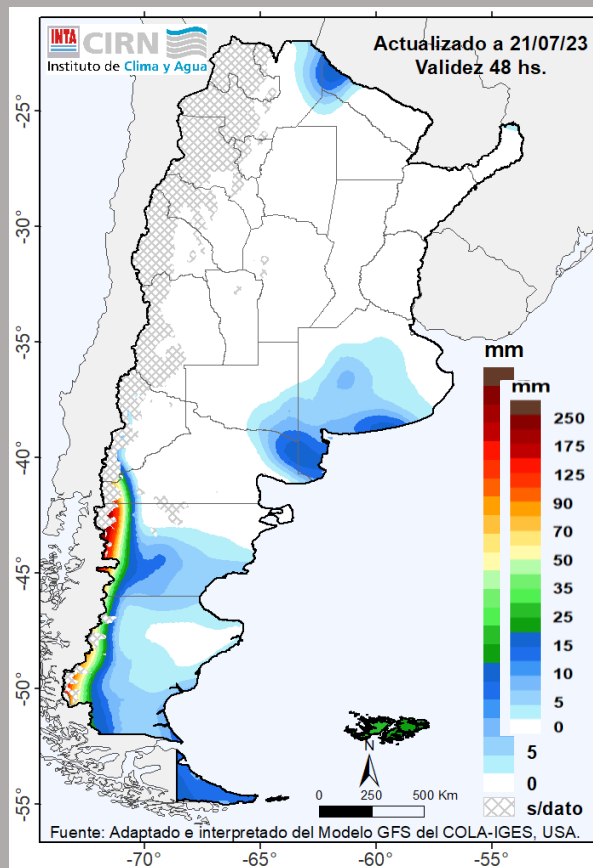 INTA CIRN
Instituto de Clima y Agua
Actualizado a 21/07/23
Validez 48 hs.
-25°
-30°
-35°
-40°
-45°
-50°
-55°
mm
mm
250
175
125
90
70
50
35
25
15
10
5
0
5
0
s/dato
N
0 250 500 Km
Fuente: Adaptado e interpretado del Modelo GFS del COLA-IGES, USA.
-70° -65° -60° -55°